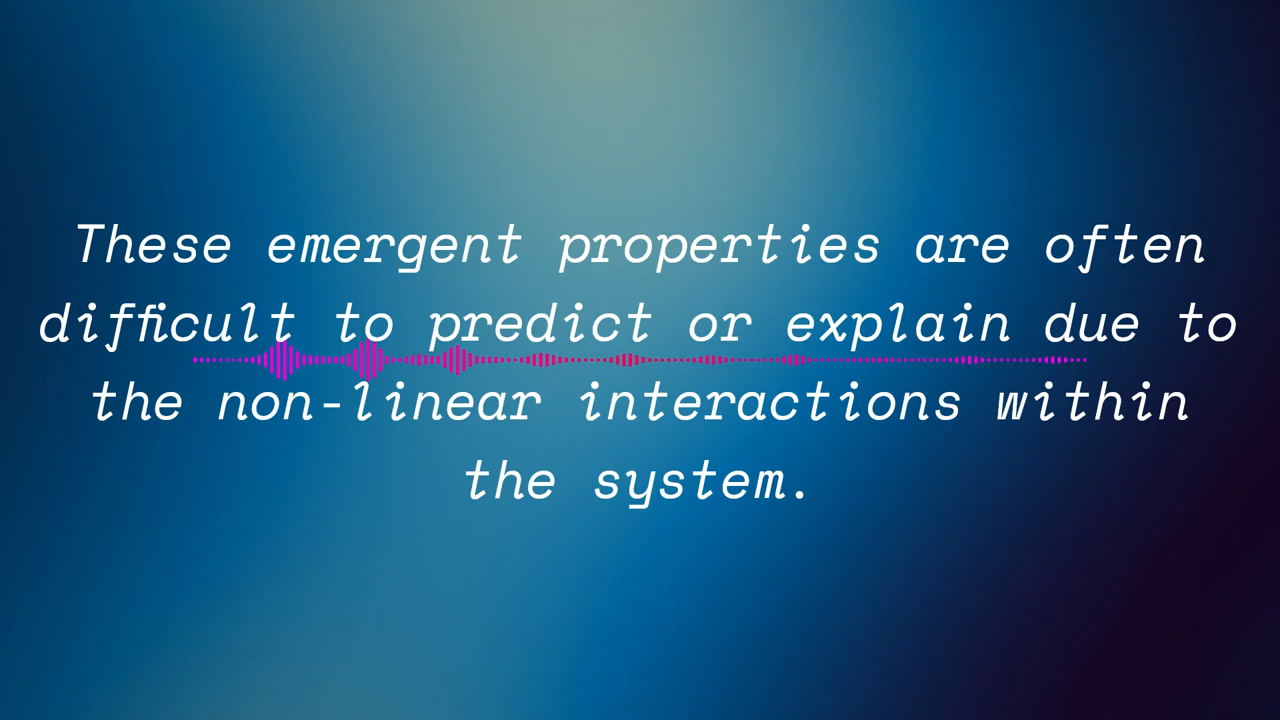 These emergent properties are often
difficult to predict or explain due to
the non-linear interactions within
the system.